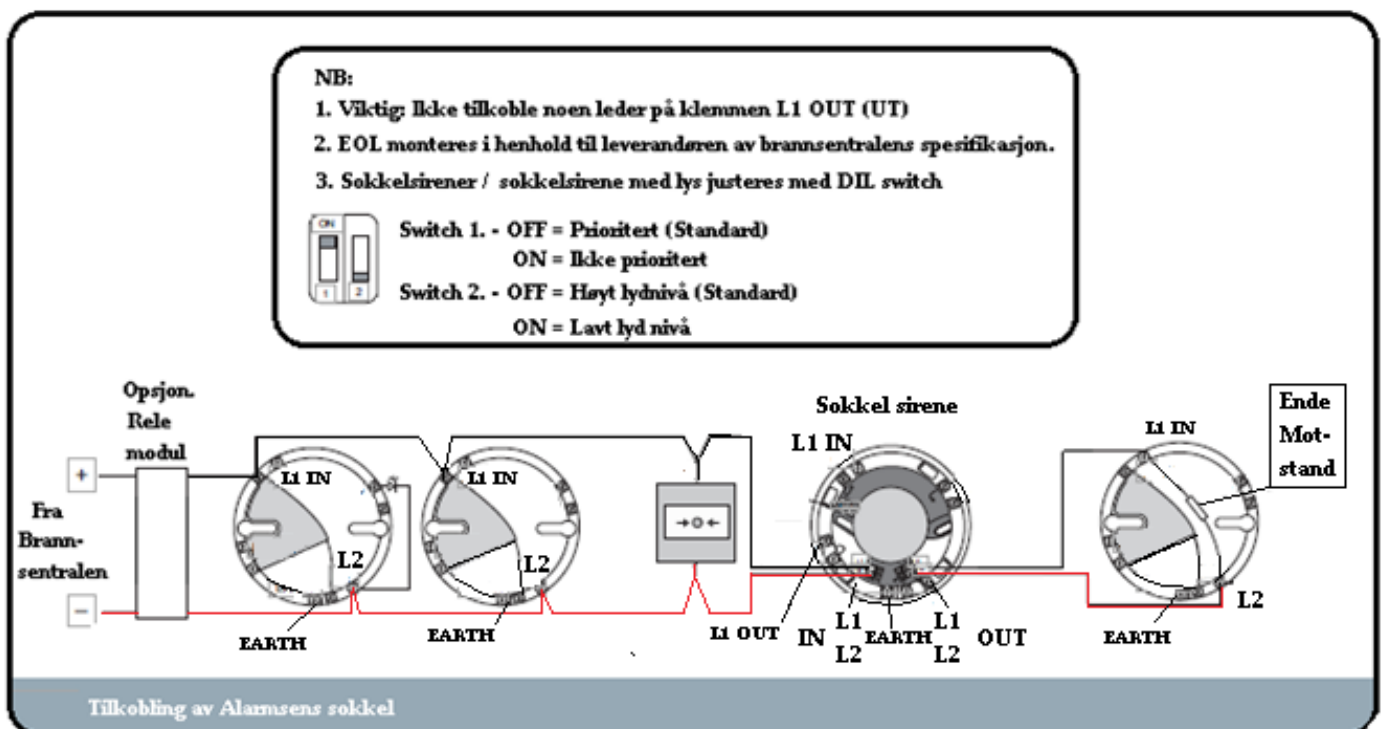 NB:
1. Viktig: Ikke tilkoble noen leder på klemmen L1 OUT (UT)
2. EOL monteres i henhold til leverandøren av brannsentralens spesifikasjon.
3. Sokkelsirener / sokkelsirene med lys justeres med DIL switch
ON
1 2
Switch 1. - OFF = Prioritert (Standard)
ON = Ikke prioritert
Switch 2. - OFF = Høyt lydnivå (Standard)
ON = Lavt lyd nivå
Opsjon.
Rele
modul
+
Fra
Brann-
sentralen
−
L1 IN
L2
EARTH
L1 IN
L2
EARTH
Sokkel sirene
L1 IN
L1 OUT
IN
L1
L2
EARTH
L1
L2
OUT
L1 IN
L2
EARTH
Ende
Mot-
stand
Tilkobling av Alarmsens sokkel